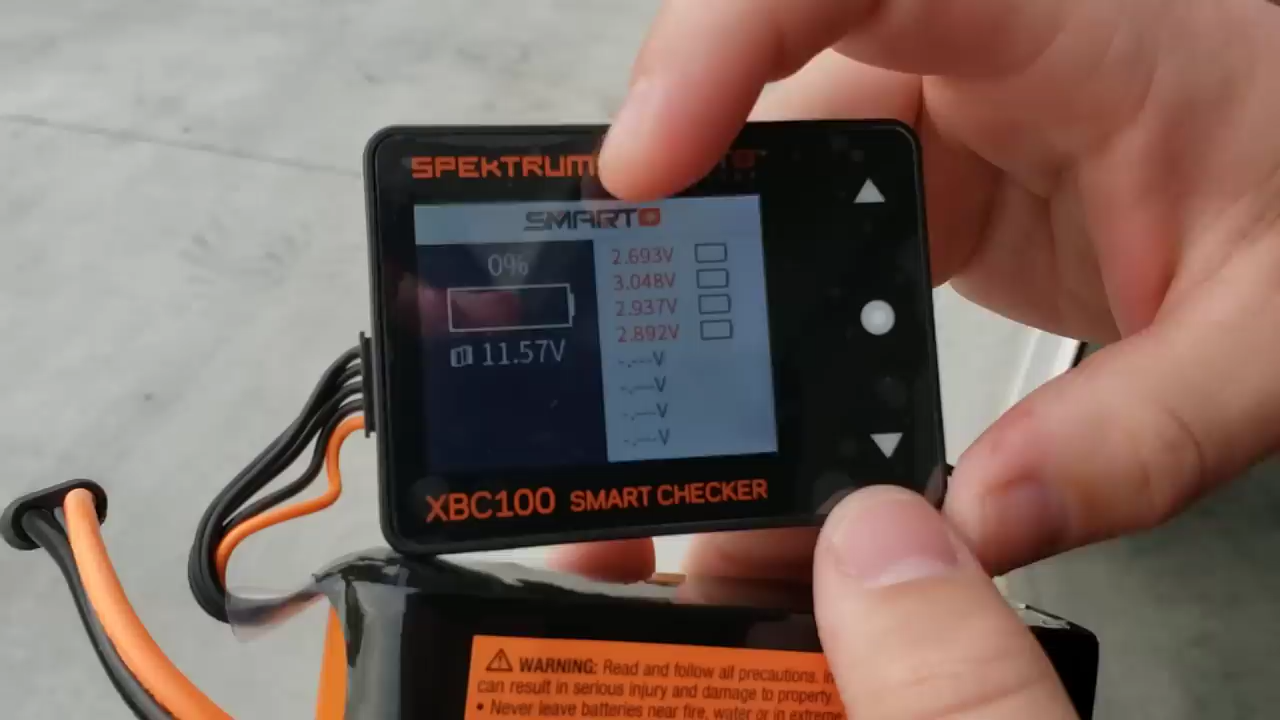 SPEKTRUM
SMART
0%
11.57V
2.693V
3.048V
2.937V
2.892V
-.---V
-.---V
-.---V
-.---V
XBC100 SMART CHECKER
WARNING: Read and follow all precautions.
can result in serious injury and damage to property
• Never leave batteries near fire, water or in extreme